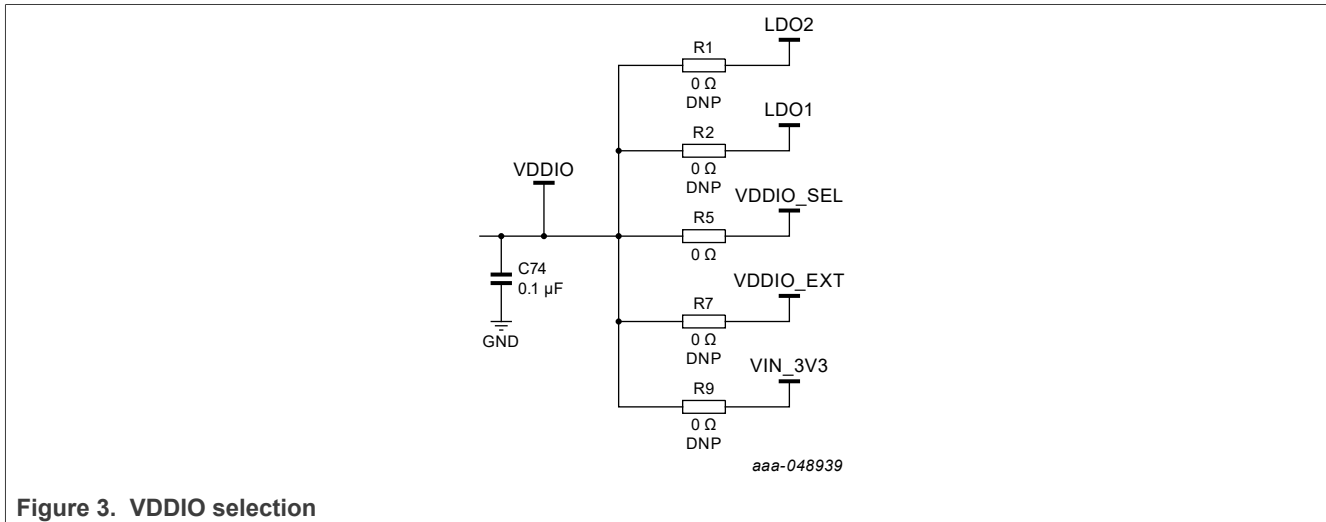 LDO2
R1
0 Ω
DNP
LDO1
R2
0 Ω
DNP
VDDIO
VDDIO_SEL
R5
0 Ω
C74
0.1 µF
GND
VDDIO_EXT
R7
0 Ω
DNP
VIN_3V3
R9
0 Ω
DNP
aaa-048939
Figure 3. VDDIO selection